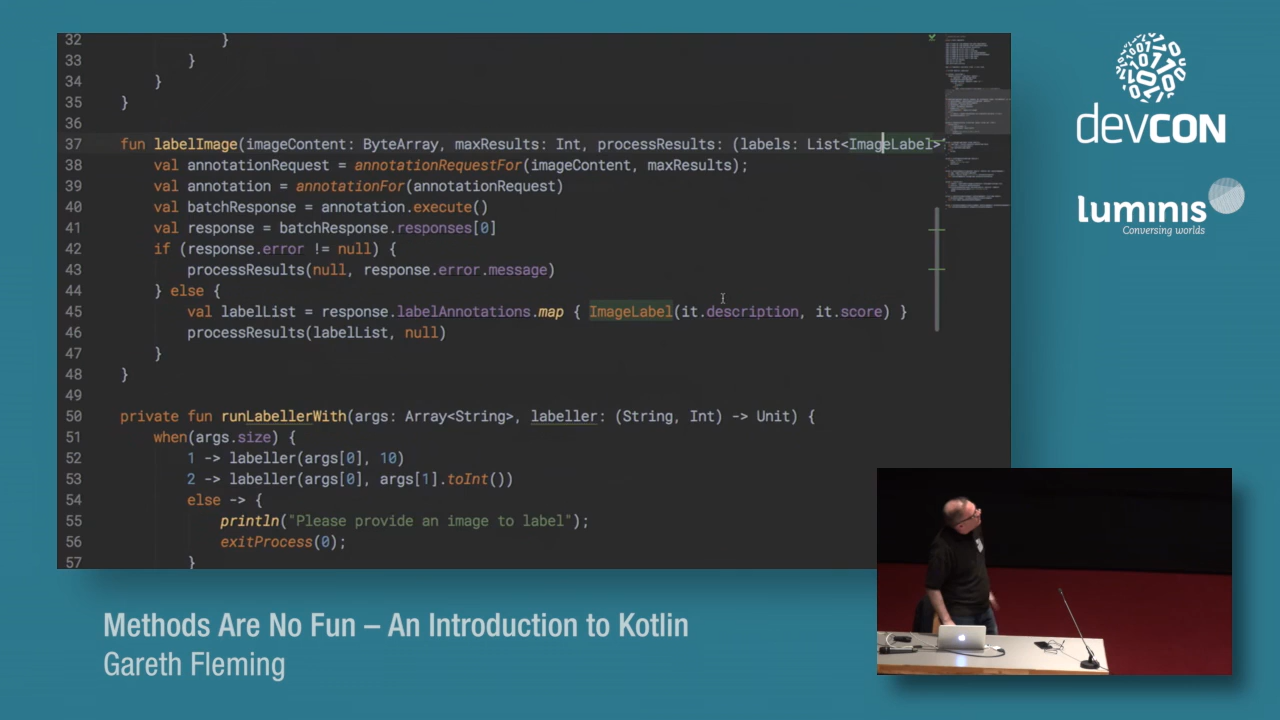 32 }
33 }
34 }
35 }
36
37 fun labelImage(imageContent: ByteArray, maxResults: Int, processResults: (labels: List<ImageLabel>
38 val annotationRequest = annotationRequestFor(imageContent, maxResults);
39 val annotation = annotationFor(annotationRequest)
40 val batchResponse = annotation.execute()
41 val response = batchResponse.responses[0]
42 if (response.error != null) {
43 processResults(null, response.error.message)
44 } else {
45 val labelList = response.labelAnnotations.map { ImageLabel(it.description, it.score) }
46 processResults(labelList, null)
47 }
48 }
49
50 private fun runLabellerWith(args: Array<String>, labeller: (String, Int) -> Unit) {
51 when(args.size) {
52 1 -> labeller(args[0], 10)
53 2 -> labeller(args[0], args[1].toInt())
54 else -> {
55 println("Please provide an image to label");
56 exitProcess(0);
57 }
devCON
luminis
Conversing worlds
Methods Are No Fun – An Introduction to Kotlin
Gareth Fleming